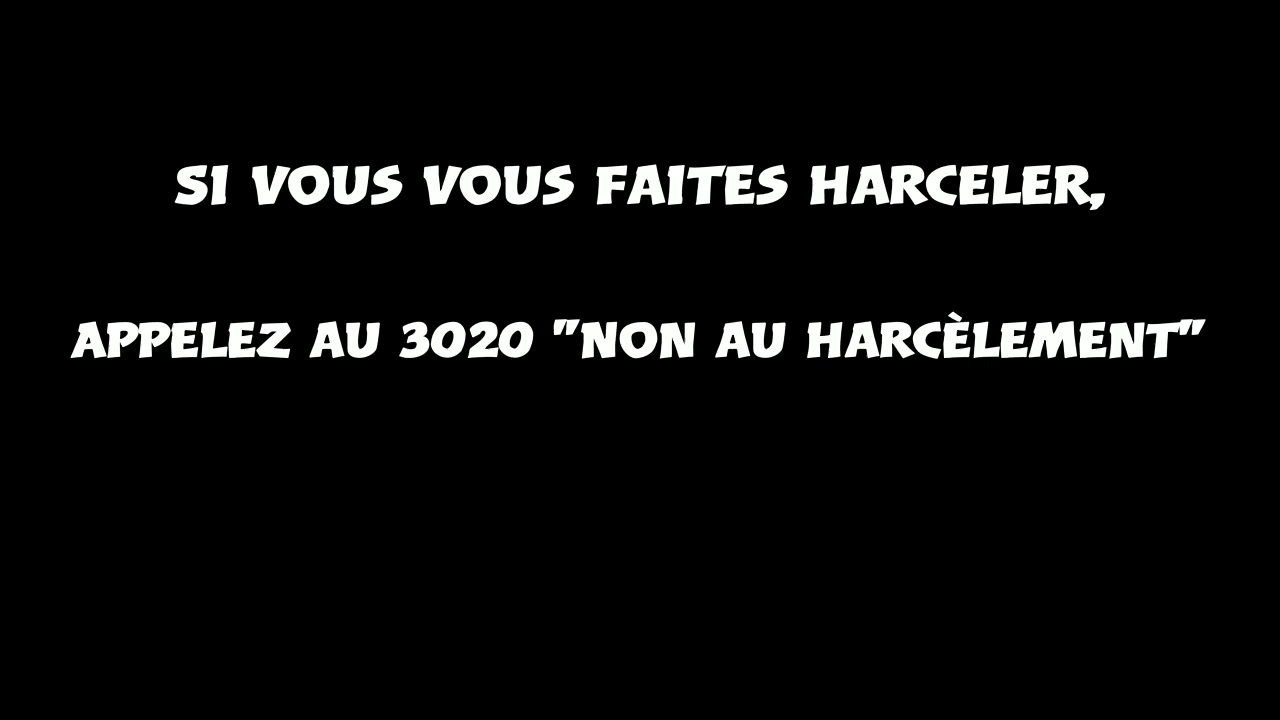 SI VOUS VOUS FAITES HARCELER,
APPELEZ AU 3020 "NON AU HARCÈLEMENT"